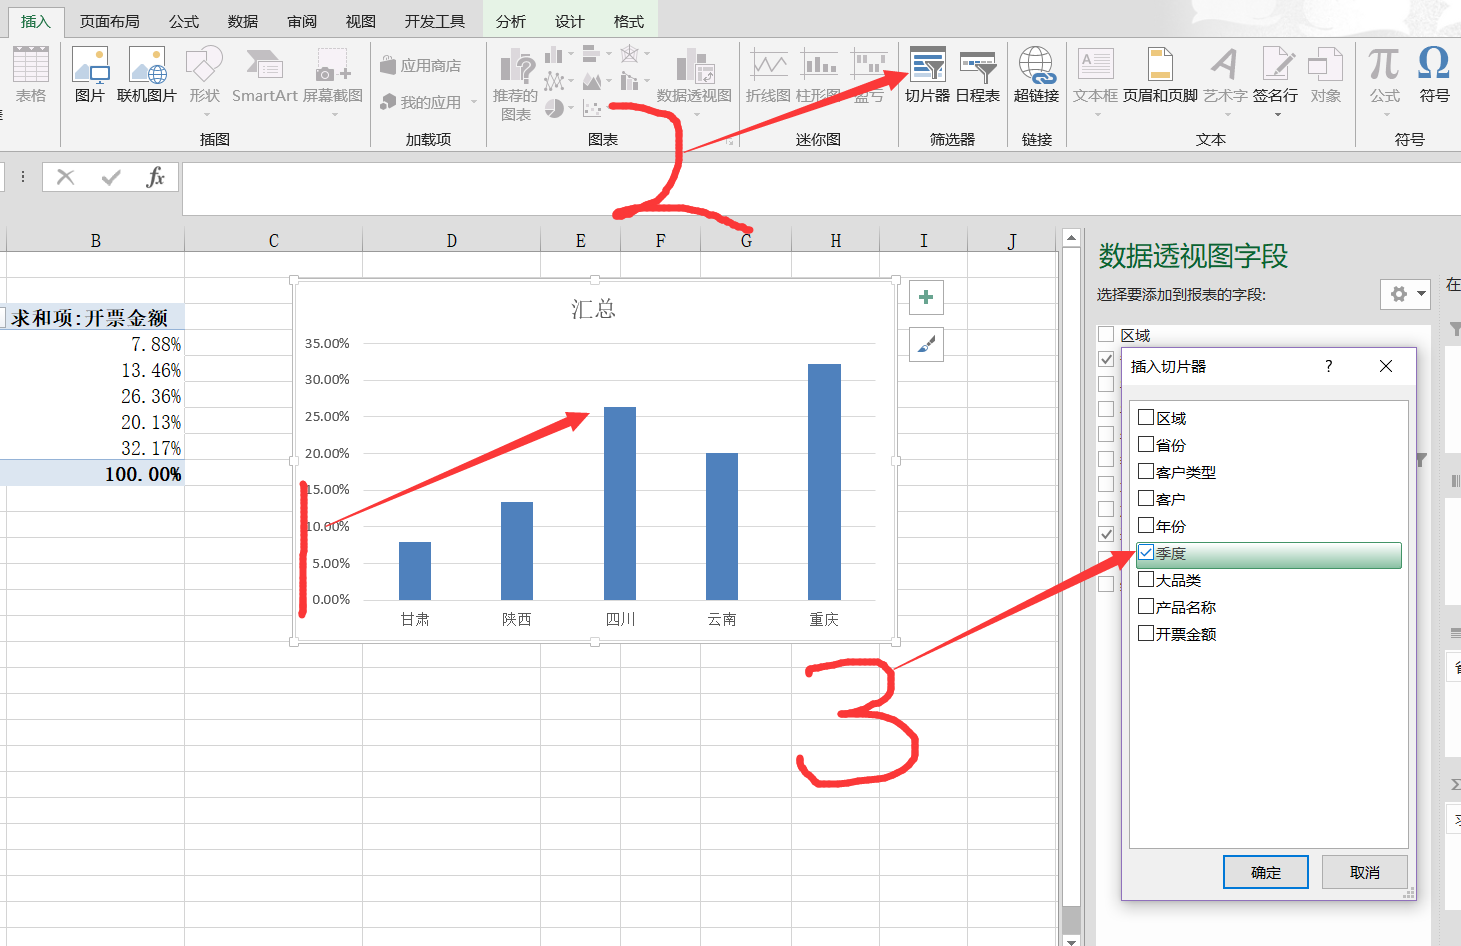 插入 页面布局 公式 数据 审阅 视图 开发工具 分析 设计 格式
表格 图片 联机图片 形状 SmartArt 屏幕截图 应用商店 我的应用 推荐的图表 数据透视图 折线图 柱形图 盈亏 切片器 日程表 超链接 文本框 页眉和页脚 艺术字 签名行 对象 公式 符号
插图 加载项 图表 迷你图 筛选器 链接 文本 符号
2
fx
B C D E F G H I J
求和项:开票金额
7.88%
13.46%
26.36%
20.13%
32.17%
100.00%
汇总
35.00%
30.00%
25.00%
20.00%
15.00%
10.00%
5.00%
0.00%
甘肃 陕西 四川 云南 重庆
1
3
数据透视图字段
选择要添加到报表的字段:
在
区域
插入切片器 ?
区域
省份
客户类型
客户
年份
季度
大品类
产品名称
开票金额
确定 取消